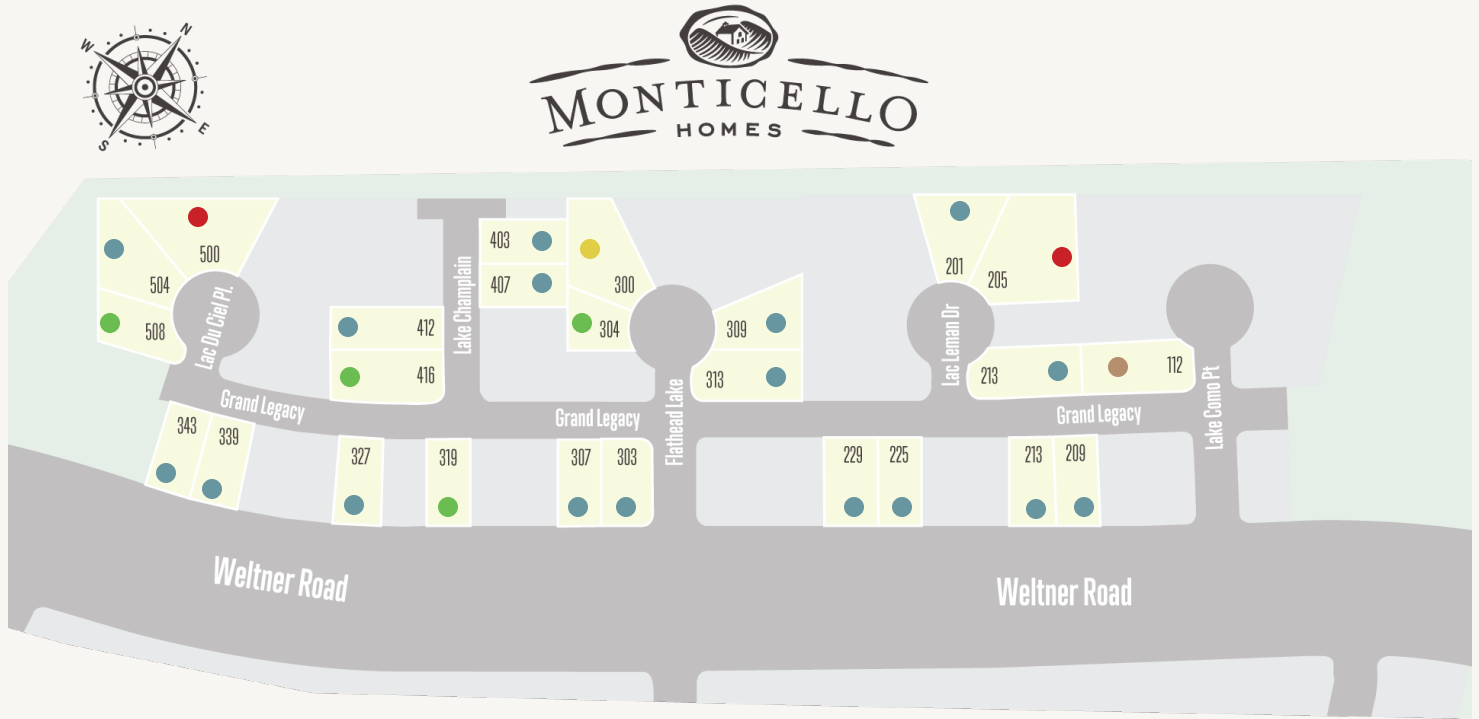 N
W
E
S
MONTICELLO
HOMES
500
504
508
Lac Du Ciel Pl.
403
407
Lake Champlain
412
416
300
304
309
313
201
205
Lac Leman Dr
213
112
Lake Como Pt
Grand Legacy
Grand Legacy
Flathead Lake
Grand Legacy
343
339
327
319
307
303
229
225
213
209
Weltner Road
Weltner Road